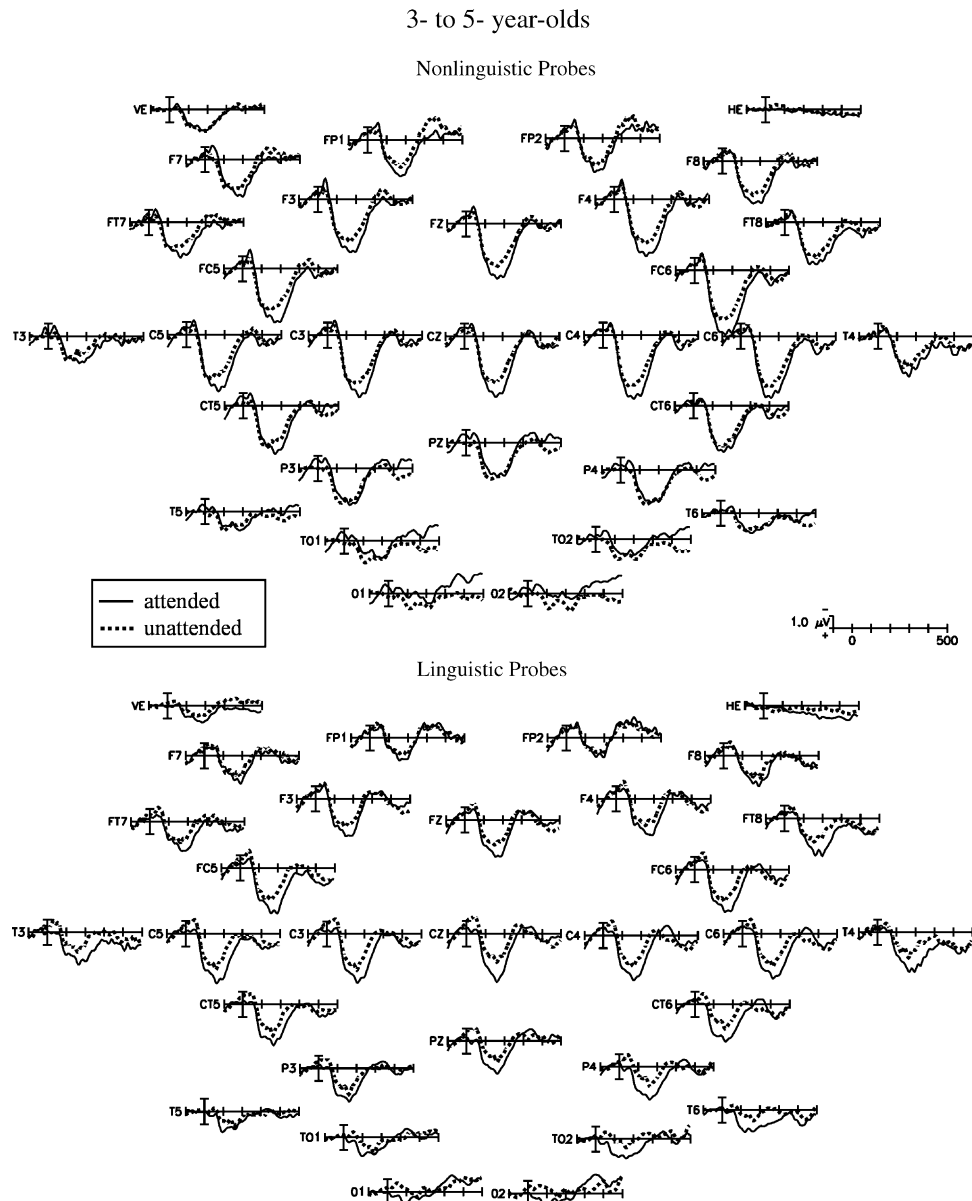 3- to 5- year-olds
Nonlinguistic Probes
VE HE
FP1 FP2
F7 F8
F3 F4
FT7 FZ FT8
FC5 FC6
T3 C5 C3 CZ C4 C6 T4
CT5 CT6
PZ
P3 P4
T5 T6
TO1 TO2
O1 O2
attended
unattended
1.0 μV
−
+
0 500
Linguistic Probes
VE HE
FP1 FP2
F7 F8
F3 F4
FT7 FZ FT8
FC5 FC6
T3 C5 C3 CZ C4 C6 T4
CT5 CT6
PZ
P3 P4
T5 T6
TO1 TO2
O1 O2